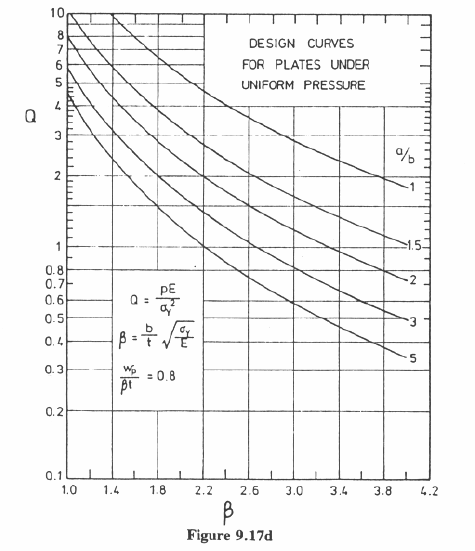 10
8
7
6
5
4
3
2
1
0.8
0.7
0.6
0.5
0.4
0.3
0.2
0.1
Q
DESIGN CURVES
FOR PLATES UNDER
UNIFORM PRESSURE
a/b
1
1.5
2
3
5
Q = pE/σY²
β = b/t √σY/E
wp/βt = 0.8
1.0 1.4 1.8 2.2 2.6 3.0 3.4 3.8 4.2
β
Figure 9.17d